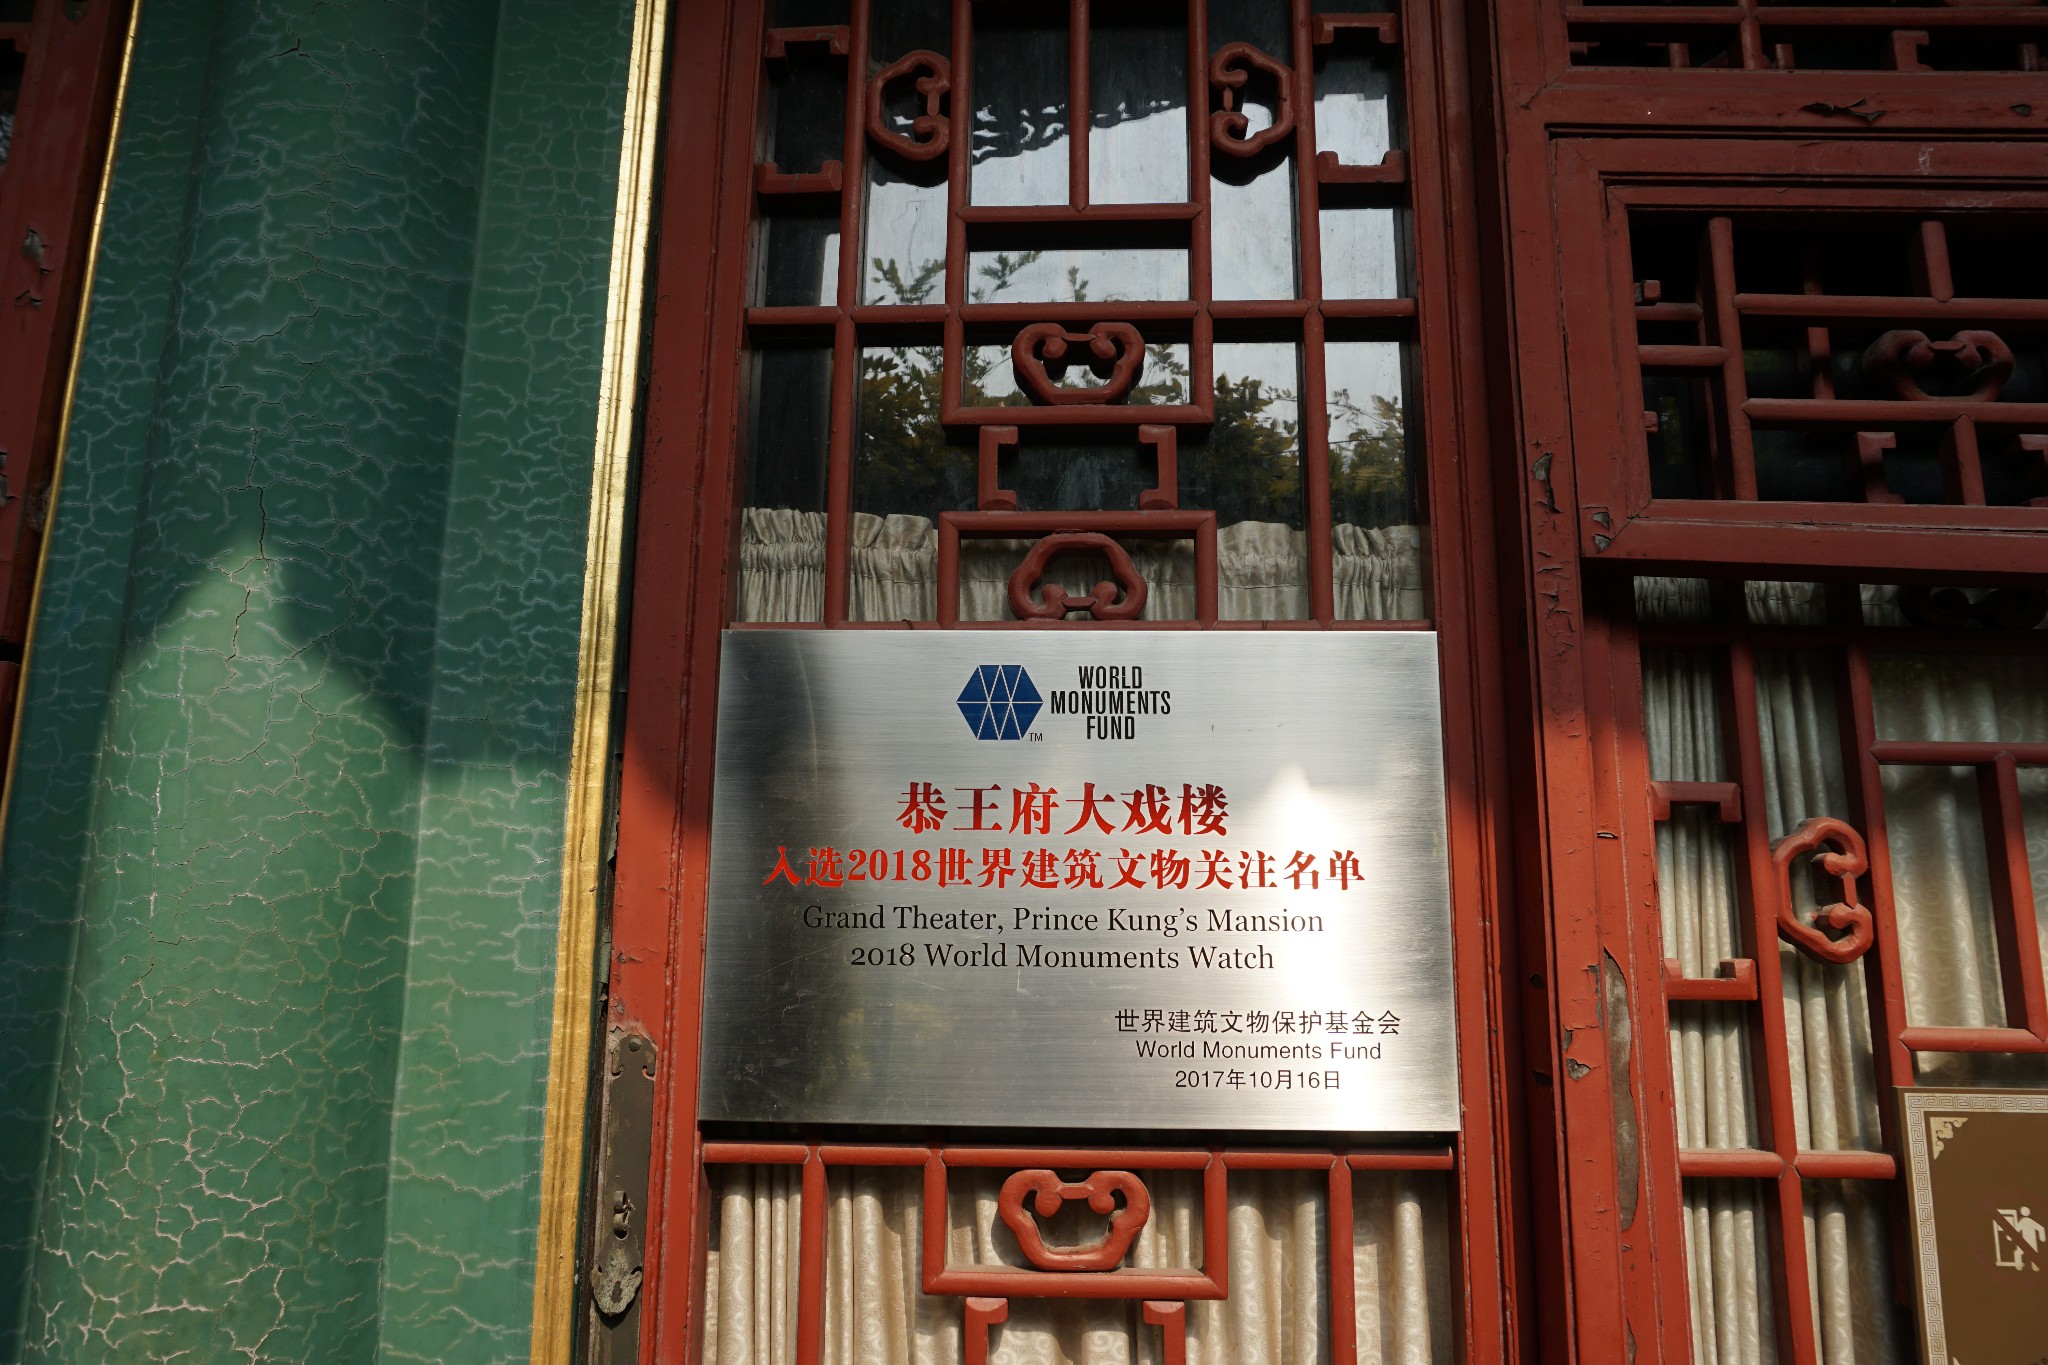 WORLD
MONUMENTS
FUND
TM
恭王府大戏楼
入选2018世界建筑文物关注名单
Grand Theater, Prince Kung's Mansion
2018 World Monuments Watch
世界建筑文物保护基金会
World Monuments Fund
2017年10月16日